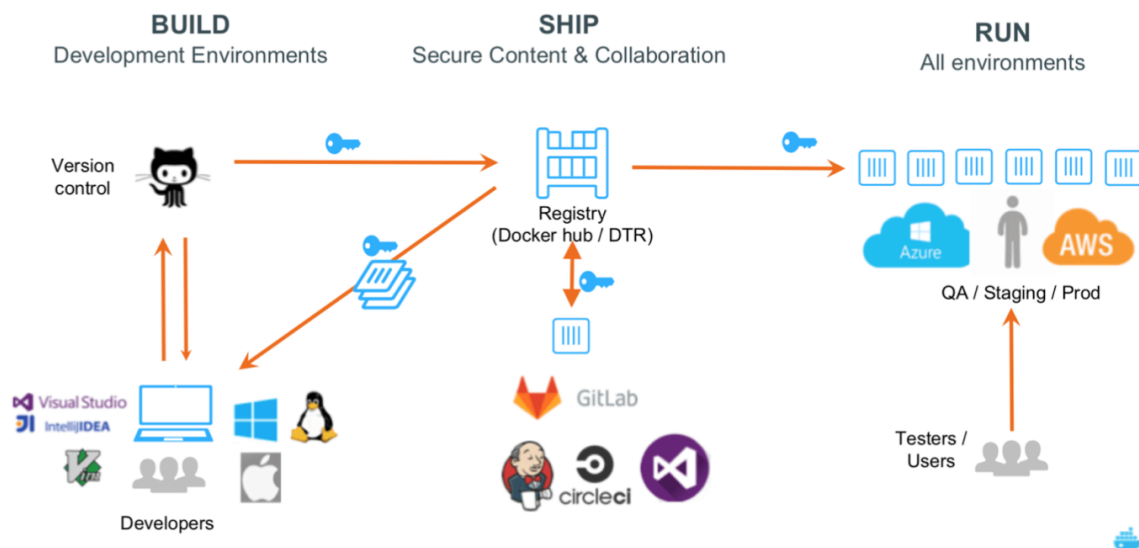 BUILD
Development Environments
SHIP
Secure Content & Collaboration
RUN
All environments
Version
control
Registry
(Docker hub / DTR)
Azure
AWS
QA / Staging / Prod
Visual Studio
IntelliJIDEA
Vim
Developers
GitLab
circleci
Testers /
Users